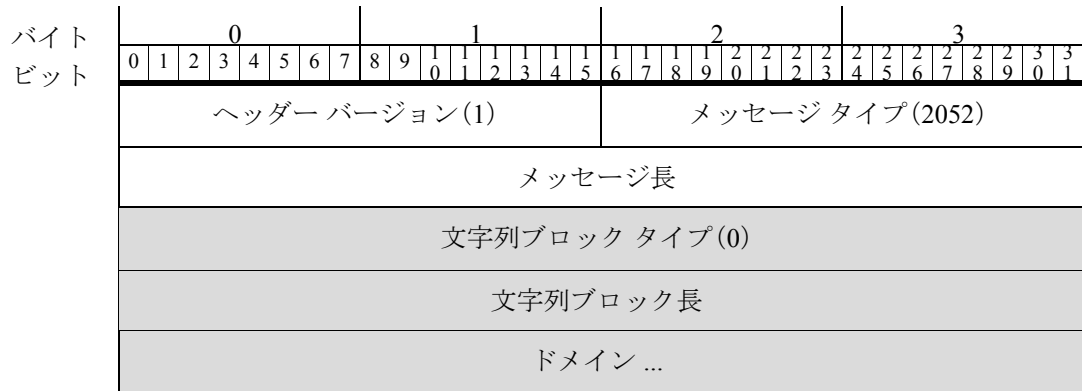 バイト 0 1 2 3
ビット 0 1 2 3 4 5 6 7 8 9 10 11 12 13 14 15 16 17 18 19 20 21 22 23 24 25 26 27 28 29 30 31
ヘッダー バージョン(1) メッセージ タイプ(2052)
メッセージ長
文字列ブロック タイプ(0)
文字列ブロック長
ドメイン ...